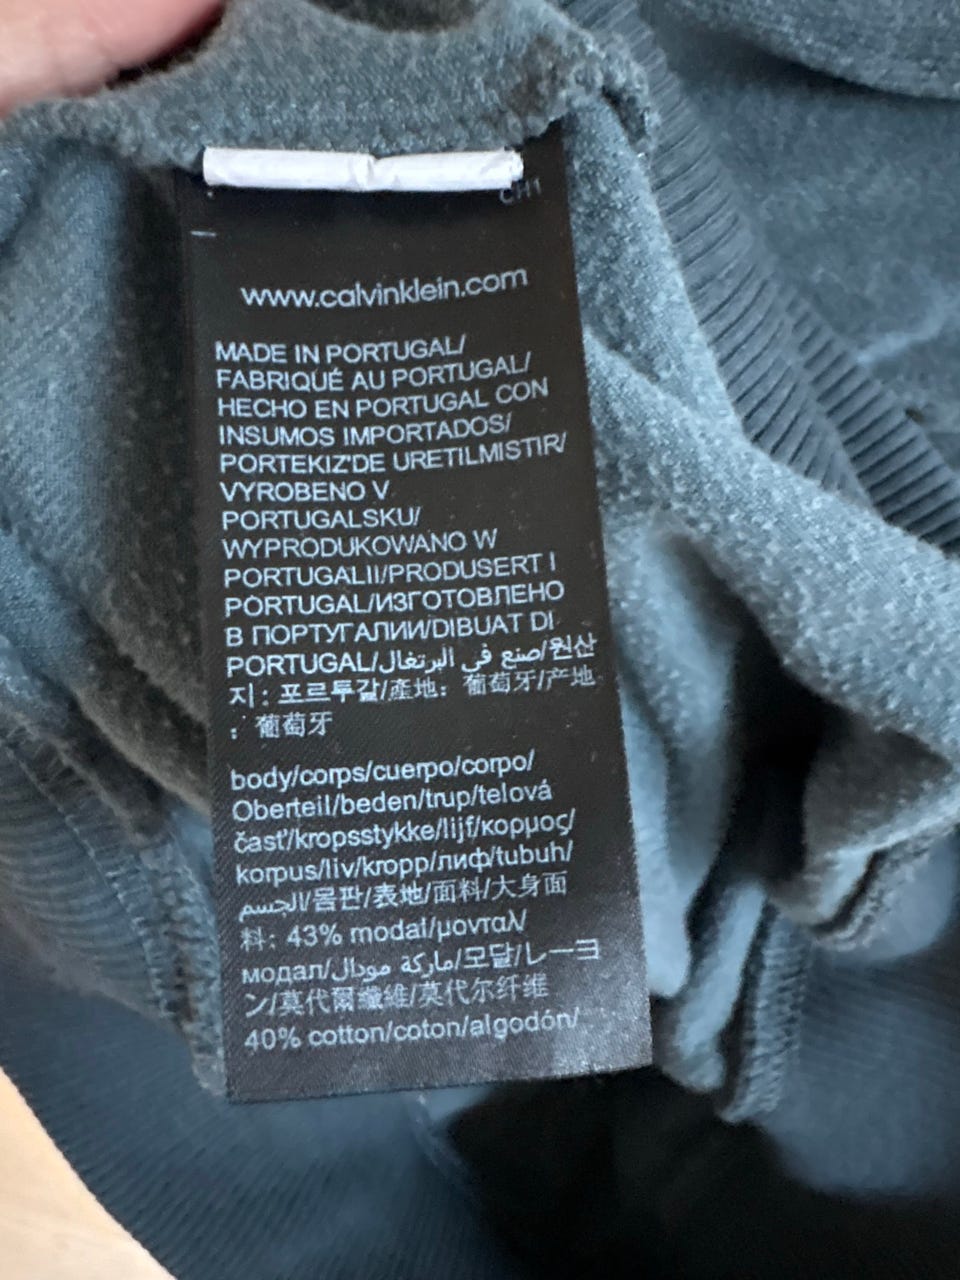 CH1
www.calvinklein.com
MADE IN PORTUGAL/
FABRIQUÉ AU PORTUGAL/
HECHO EN PORTUGAL CON
INSUMOS IMPORTADOS/
PORTEKIZ'DE URETILMISTIR/
VYROBENO V
PORTUGALSKU/
WYPRODUKOWANO W
PORTUGALII/PRODUSERT I
PORTUGAL/ИЗГОТОВЛЕНО
В ПОРТУГАЛИИ/DIBUAT DI
PORTUGAL/صنع في البرتغال/원산
지: 포르투갈/產地: 葡萄牙/产地
: 葡萄牙
body/corps/cuerpo/corpo/
Oberteil/beden/trup/telová
časť/kropsstykke/lijf/κορμος/
korpus/liv/kropp/лиф/tubuh/
الجسم/몸판/表地/面料/大身面
料: 43% modal/μονταλ/
модал/ماركة مودال/모달/レーヨ
ン/莫代爾纖維/莫代尔纤维
40% cotton/coton/algodón/